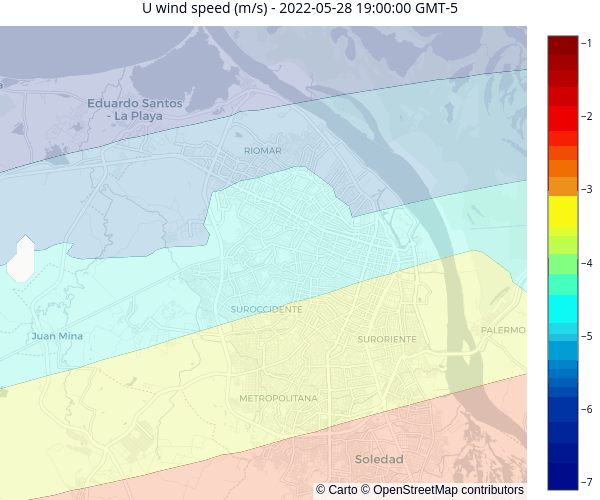 U wind speed (m/s) - 2022-05-28 19:00:00 GMT-5
−1
Eduardo Santos
- La Playa
−2
RIOMAR
−3
−4
SUROCCIDENTE
PALERMO
Juan Mina
SURORIENTE
−5
METROPOLITANA
−6
Soledad
−7
© Carto © OpenStreetMap contributors